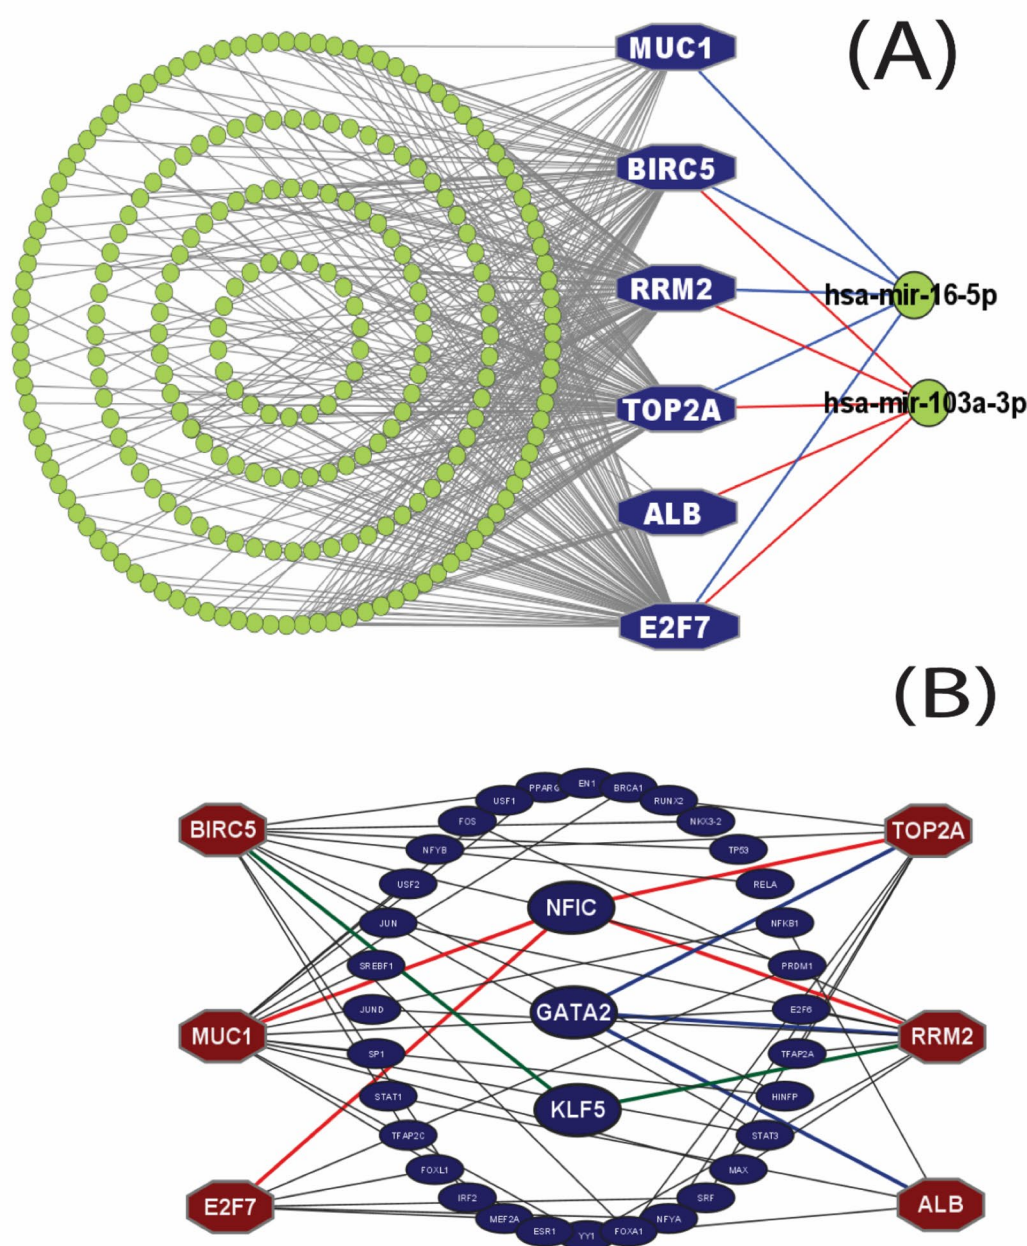 (A)
MUC1
BIRC5
RRM2
hsa-mir-16-5p
TOP2A
hsa-mir-103a-3p
ALB
E2F7
(B)
EN1
PPARG
BRCA1
USF1
RUNX2
FOS
NKX3-2
BIRC5
TOP2A
NFYB
TP53
USF2
RELA
NFIC
JUN
NFKB1
SREBF1
PRDM1
JUND
GATA2
E2F6
MUC1
RRM2
SP1
TFAP2A
STAT1
KLF5
HINFP
TFAP2C
STAT3
FOXL1
MAX
IRF2
SRF
E2F7
ALB
MEF2A
NFYA
ESR1
FOXA1
YY1